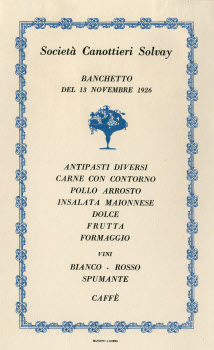 Società Canottieri Solvay
BANCHETTO
DEL 13 NOVEMBRE 1926
ANTIPASTI DIVERSI
CARNE CON CONTORNO
POLLO ARROSTO
INSALATA MAIONNESE
DOLCE
FRUTTA
FORMAGGIO
VINI
BIANCO - ROSSO
SPUMANTE
CAFFÈ